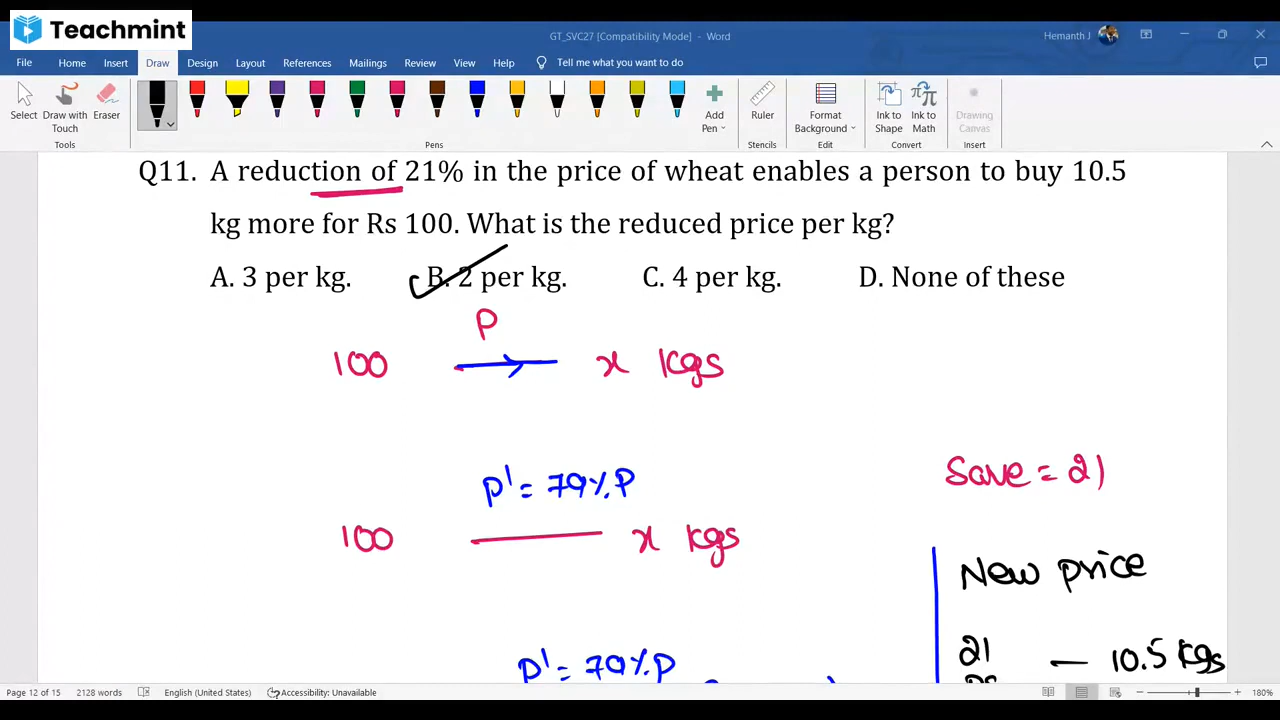 Teachmint
GT_SVC27 [Compatibility Mode] - Word
Hemanth J
File Home Insert Draw Design Layout References Mailings Review View Help Tell me what you want to do
Select
Draw with Touch
Eraser
Add Pen
Ruler
Format Background
Ink to Shape
Ink to Math
Drawing Canvas
Tools
Pens
Stencils
Edit
Convert
Insert
Q11. A reduction of 21% in the price of wheat enables a person to buy 10.5
kg more for Rs 100. What is the reduced price per kg?
A. 3 per kg. B. 2 per kg. C. 4 per kg. D. None of these
P
100 x kgs
Save = 21
P' = 79% P
100 x kgs
New price
21 — 10.5 kgs
P' = 79% P
Page 12 of 15 2128 words English (United States) Accessibility: Unavailable 180%